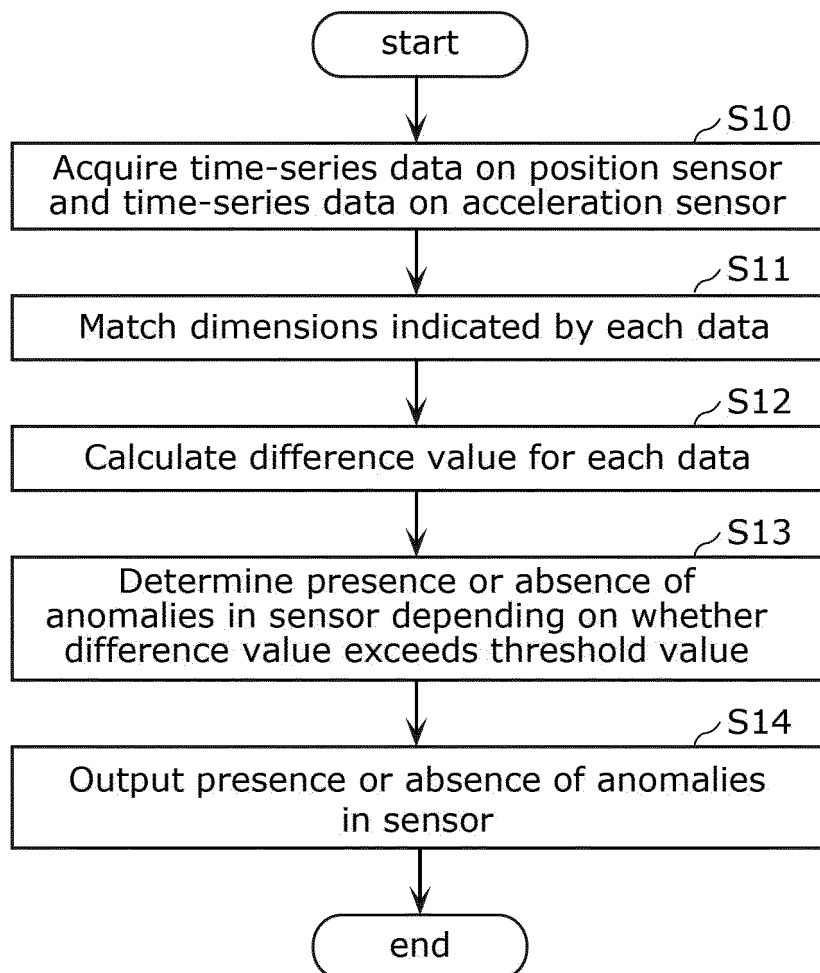 start
S10
Acquire time-series data on position sensor
and time-series data on acceleration sensor
S11
Match dimensions indicated by each data
S12
Calculate difference value for each data
S13
Determine presence or absence of
anomalies in sensor depending on whether
difference value exceeds threshold value
S14
Output presence or absence of anomalies
in sensor
end